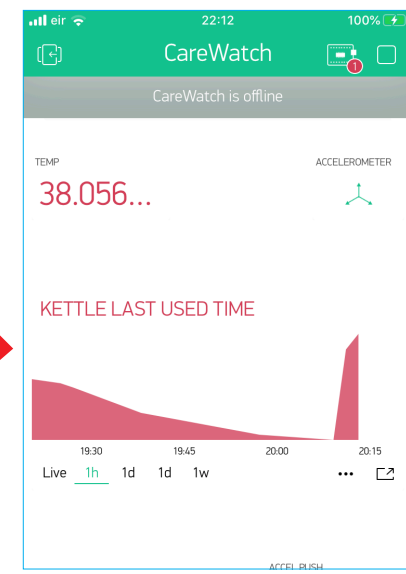 eir 22:12 100%
CareWatch
1
CareWatch is offline
TEMP ACCELEROMETER
38.056...
KETTLE LAST USED TIME
19:30 19:45 20:00 20:15
Live 1h 1d 1d 1w ...
ACCEL PUSH